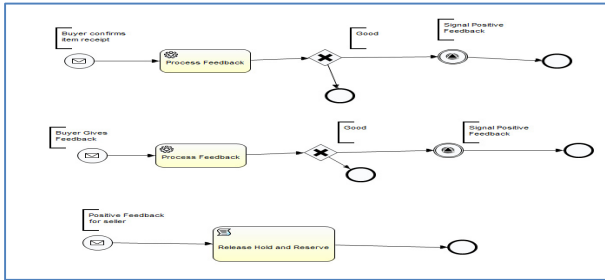 Buyer confirms
item receipt
Process Feedback
Good
Signal Positive
Feedback
Buyer Gives
Feedback
Process Feedback
Good
Signal Positive
Feedback
Positive Feedback
for seller
Release Hold and Reserve